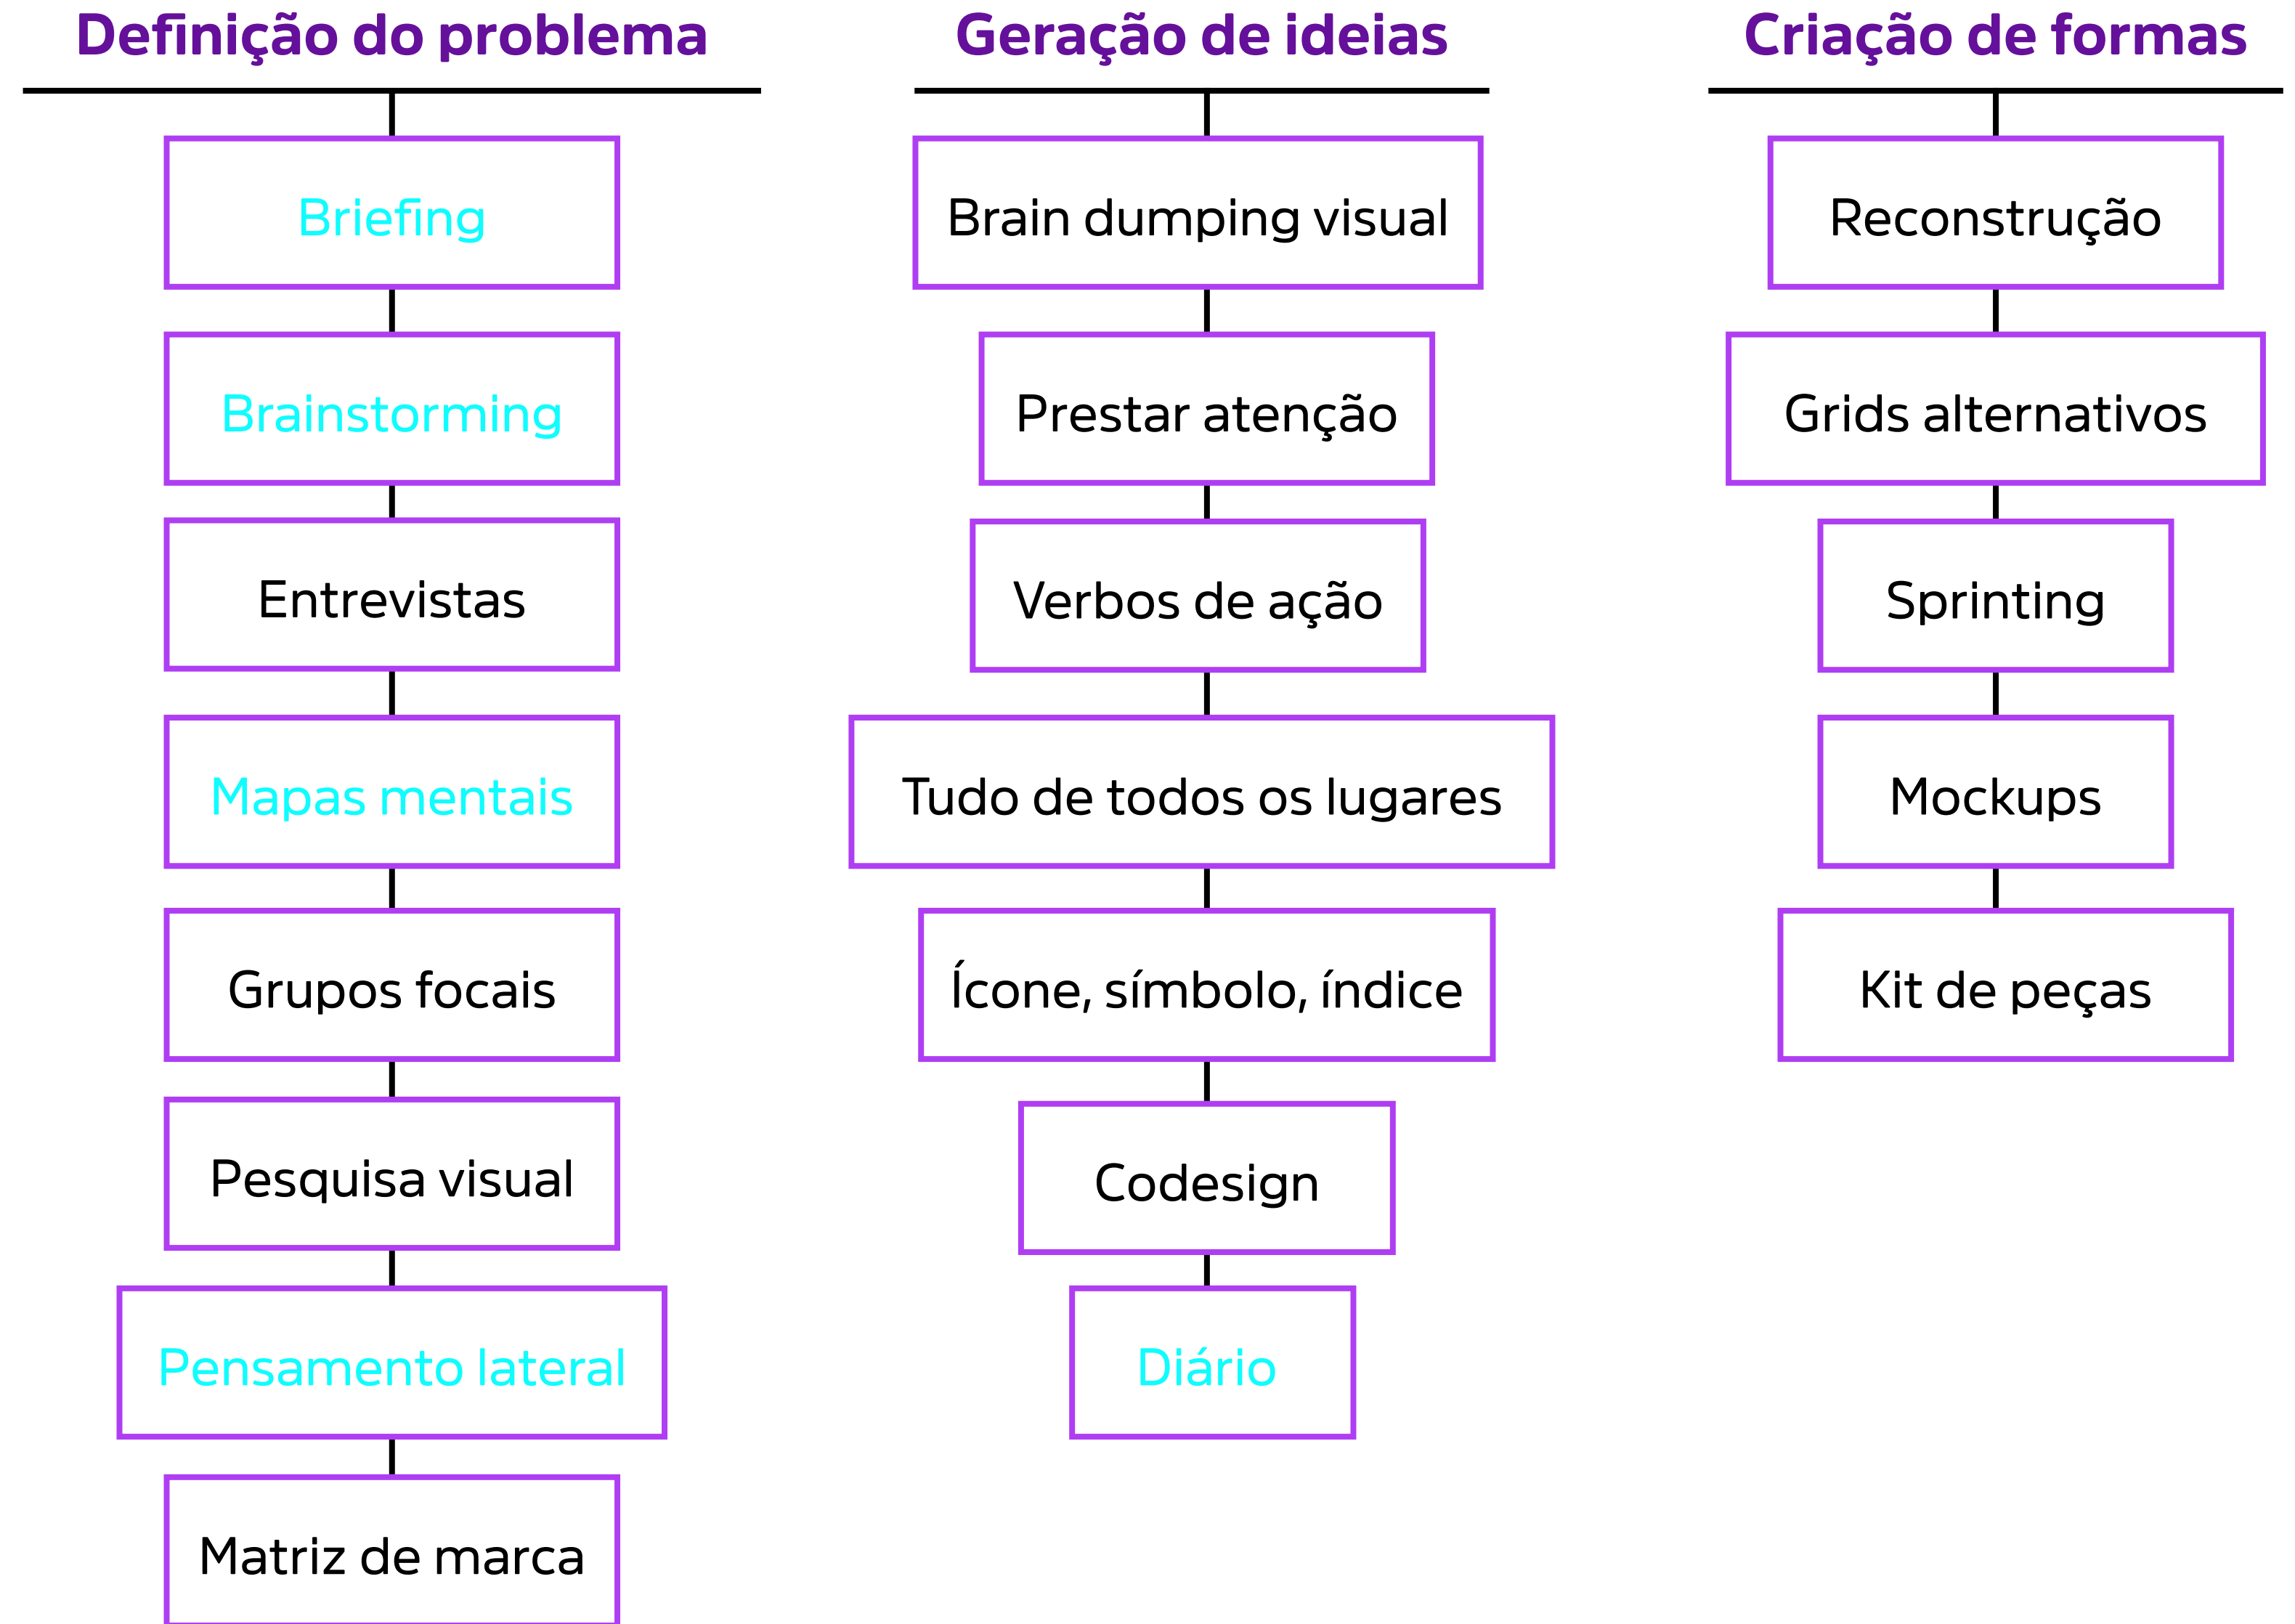 Definição do problema
Briefing
Brainstorming
Entrevistas
Mapas mentais
Grupos focais
Pesquisa visual
Pensamento lateral
Matriz de marca
Geração de ideias
Brain dumping visual
Prestar atenção
Verbos de ação
Tudo de todos os lugares
Ícone, símbolo, índice
Codesign
Diário
Criação de formas
Reconstrução
Grids alternativos
Sprinting
Mockups
Kit de peças